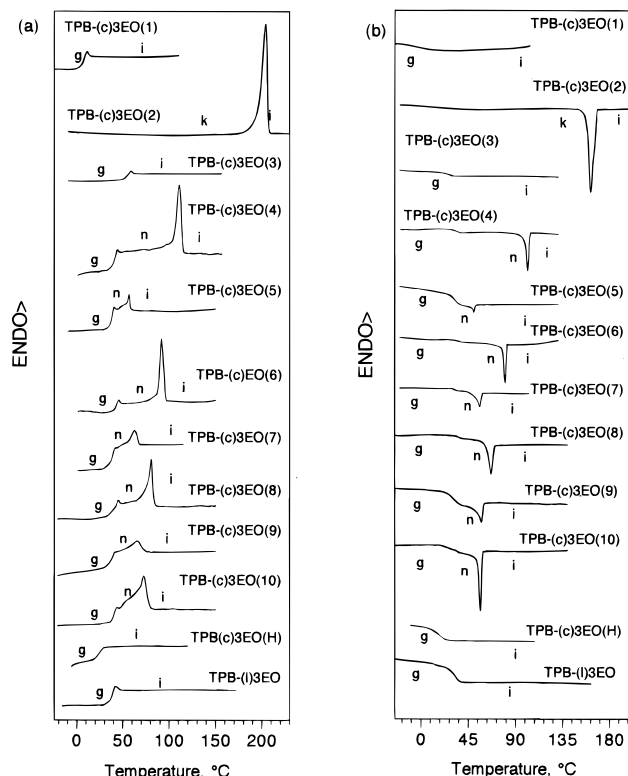 (a)
TPB-(c)3EO(1)
g
i
TPB-(c)3EO(2)
k
i
TPB-(c)3EO(3)
g
i
TPB-(c)3EO(4)
n
i
g
TPB-(c)3EO(5)
n
i
g
TPB-(c)EO(6)
n
i
g
TPB-(c)3EO(7)
n
i
g
TPB-(c)3EO(8)
n
i
g
TPB-(c)3EO(9)
n
i
g
TPB-(c)3EO(10)
n
i
g
TPB(c)3EO(H)
i
g
TPB-(l)3EO
g
i
ENDO>
0 50 100 150 200
Temperature, °C
(b)
TPB-(c)3EO(1)
g
i
TPB-(c)3EO(2)
k
i
TPB-(c)3EO(3)
g
i
TPB-(c)3EO(4)
g
n
i
TPB-(c)3EO(5)
g
n
i
TPB-(c)3EO(6)
g
n
i
TPB-(c)3EO(7)
g
n
i
TPB-(c)3EO(8)
g
n
i
TPB-(c)3EO(9)
g
n
i
TPB-(c)3EO(10)
g
n
i
TPB-(c)3EO(H)
g
i
TPB-(l)3EO
g
i
ENDO>
0 45 90 135 180
Temperature, °C